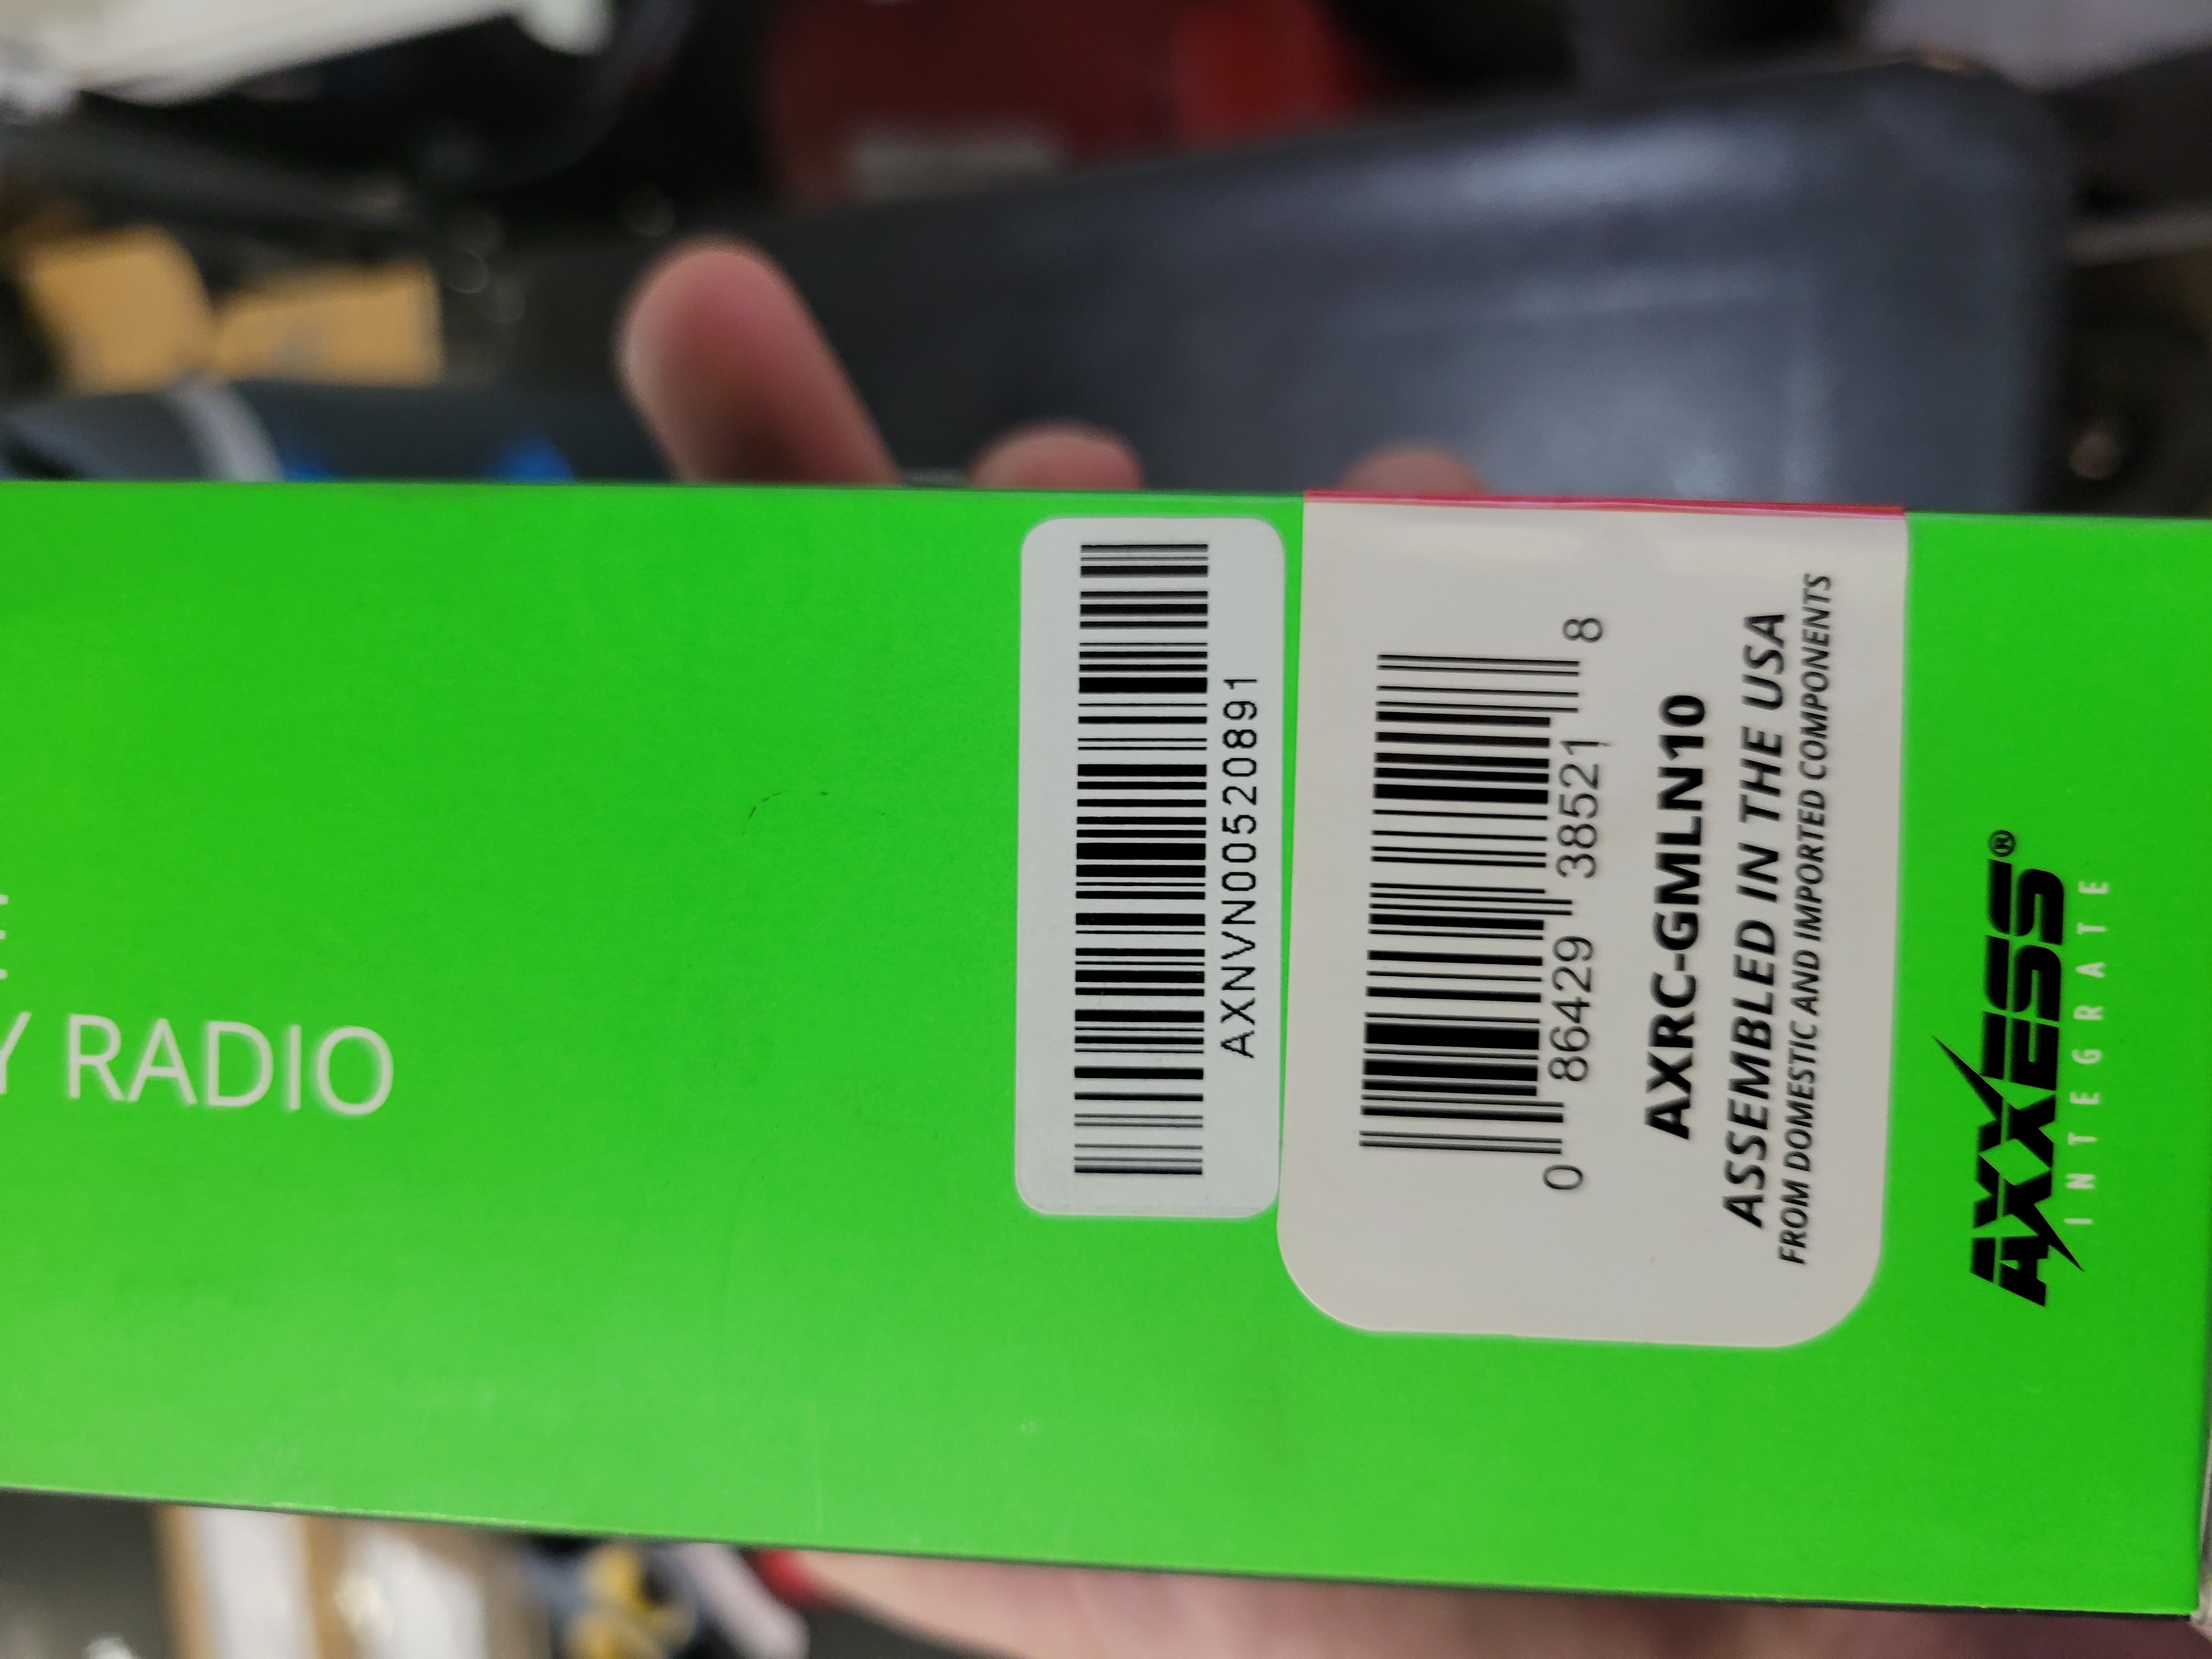 Y RADIO
AXNVN00520891
0 86429 38521 8
AXRC-GMLN10
ASSEMBLED IN THE USA
FROM DOMESTIC AND IMPORTED COMPONENTS
AXXESS®
INTEGRATE